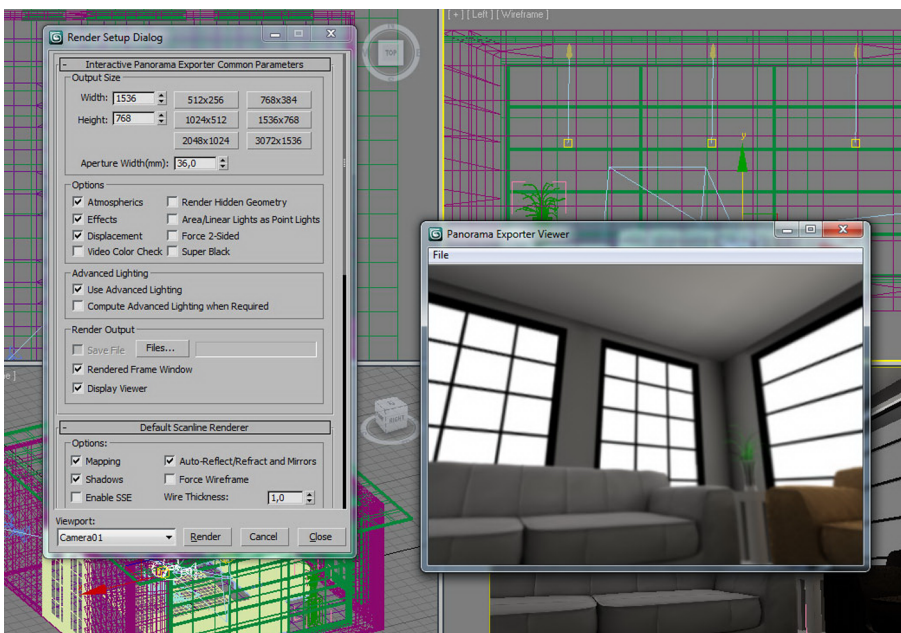 [ + ] [ Left ] [ Wireframe ]
Render Setup Dialog
TOP
- Interactive Panorama Exporter Common Parameters
Output Size
Width: 1536 512x256 768x384
Height: 768 1024x512 1536x768
2048x1024 3072x1536
Aperture Width(mm): 36,0
Options
Atmospherics Render Hidden Geometry
Effects Area/Linear Lights as Point Lights
Displacement Force 2-Sided
Video Color Check Super Black
Advanced Lighting
Use Advanced Lighting
Compute Advanced Lighting when Required
Render Output
Save File Files...
Rendered Frame Window
Display Viewer
- Default Scanline Renderer
Options:
Mapping Auto-Reflect/Refract and Mirrors
Shadows Force Wireframe
Enable SSE Wire Thickness: 1,0
Viewport:
Camera01 Render Cancel Close
y
Panorama Exporter Viewer
File
RIGHT